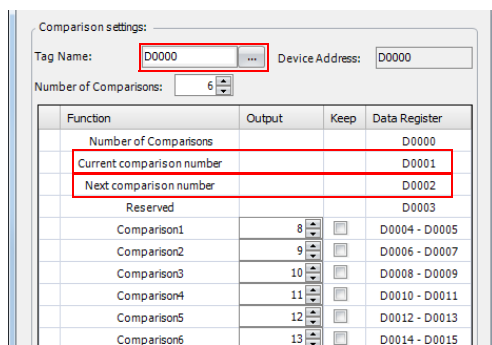 Comparison settings:
Tag Name: D0000 ... Device Address: D0000
Number of Comparisons: 6
Function Output Keep Data Register
Number of Comparisons D0000
Current comparison number D0001
Next comparison number D0002
Reserved D0003
Comparison1 8 D0004 - D0005
Comparison2 9 D0006 - D0007
Comparison3 10 D0008 - D0009
Comparison4 11 D0010 - D0011
Comparison5 12 D0012 - D0013
Comparison6 13 D0014 - D0015